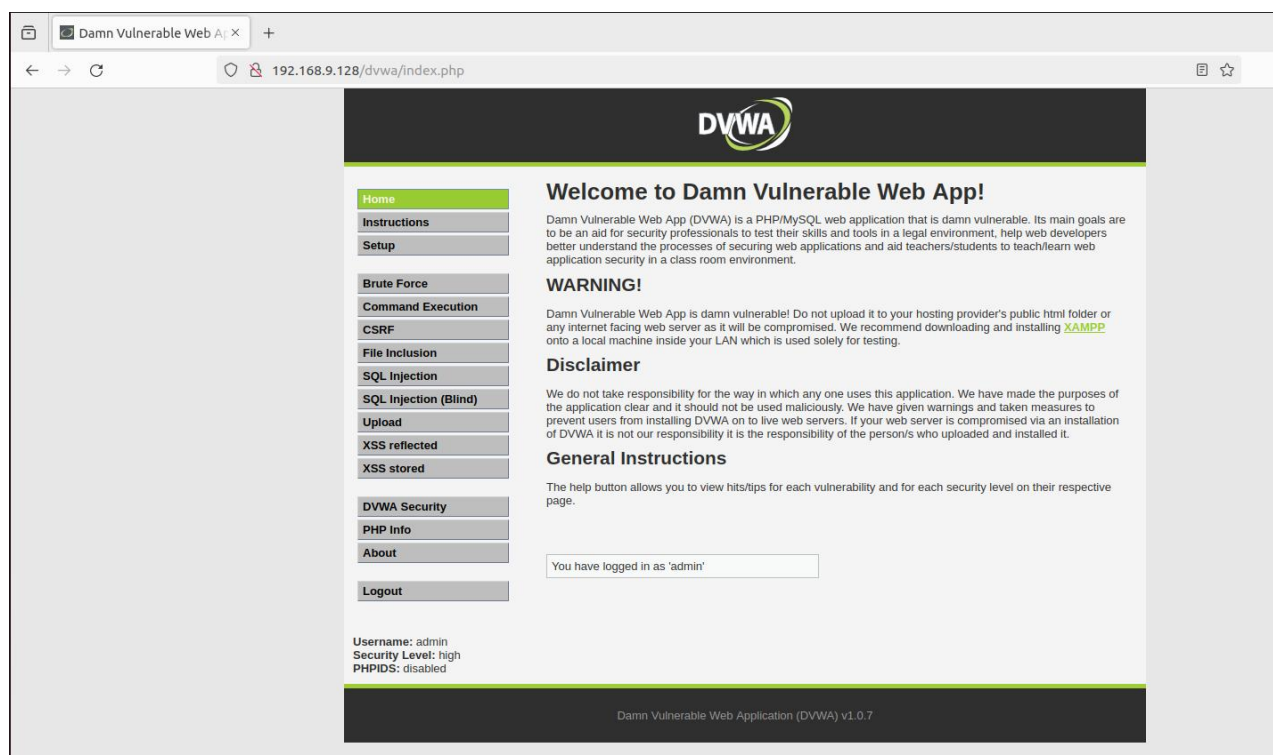 Damn Vulnerable Web Ap
192.168.9.128/dvwa/index.php
DVWA
Home
Instructions
Setup
Brute Force
Command Execution
CSRF
File Inclusion
SQL Injection
SQL Injection (Blind)
Upload
XSS reflected
XSS stored
DVWA Security
PHP Info
About
Logout
Username: admin
Security Level: high
PHPIDS: disabled
Welcome to Damn Vulnerable Web App!
Damn Vulnerable Web App (DVWA) is a PHP/MySQL web application that is damn vulnerable. Its main goals are
to be an aid for security professionals to test their skills and tools in a legal environment, help web developers
better understand the processes of securing web applications and aid teachers/students to teach/learn web
application security in a class room environment.
WARNING!
Damn Vulnerable Web App is damn vulnerable! Do not upload it to your hosting provider's public html folder or
any internet facing web server as it will be compromised. We recommend downloading and installing XAMPP
onto a local machine inside your LAN which is used solely for testing.
Disclaimer
We do not take responsibility for the way in which any one uses this application. We have made the purposes of
the application clear and it should not be used maliciously. We have given warnings and taken measures to
prevent users from installing DVWA on to live web servers. If your web server is compromised via an installation
of DVWA it is not our responsibility it is the responsibility of the person/s who uploaded and installed it.
General Instructions
The help button allows you to view hits/tips for each vulnerability and for each security level on their respective
page.
You have logged in as 'admin'
Damn Vulnerable Web Application (DVWA) v1.0.7